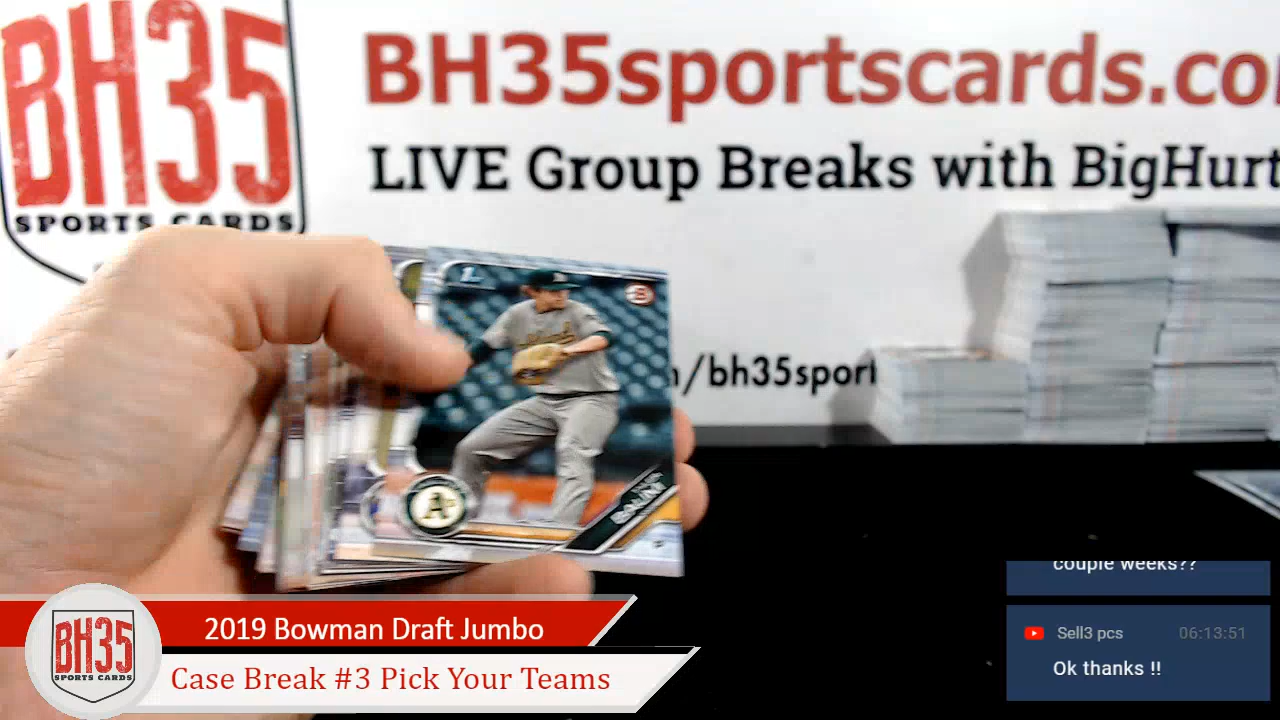 BH35
SPORTS CARDS
BH35sportscards.co
LIVE Group Breaks with BigHurt
/bh35sport
1st
B
A's
couple weeks??
Sell3 pcs 06:13:51
Ok thanks !!
BH35
SPORTS CARDS
2019 Bowman Draft Jumbo
Case Break #3 Pick Your Teams